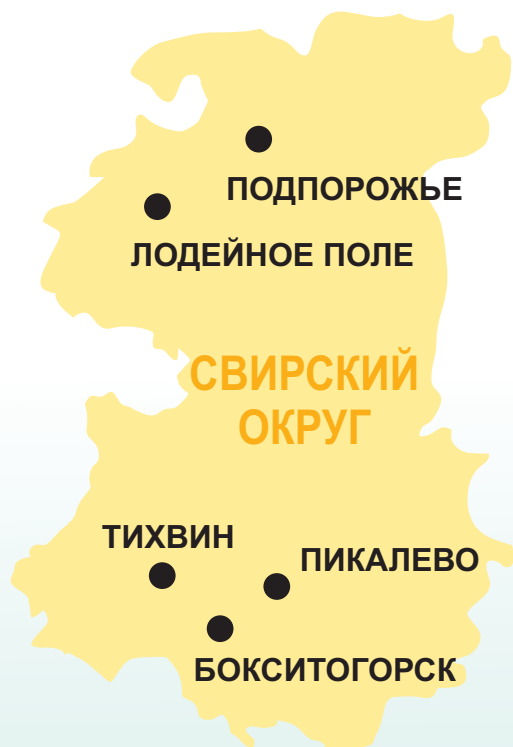 ПОДПОРОЖЬЕ
ЛОДЕЙНОЕ ПОЛЕ
СВИРСКИЙ
ОКРУГ
ТИХВИН
ПИКАЛЕВО
БОКСИТОГОРСК